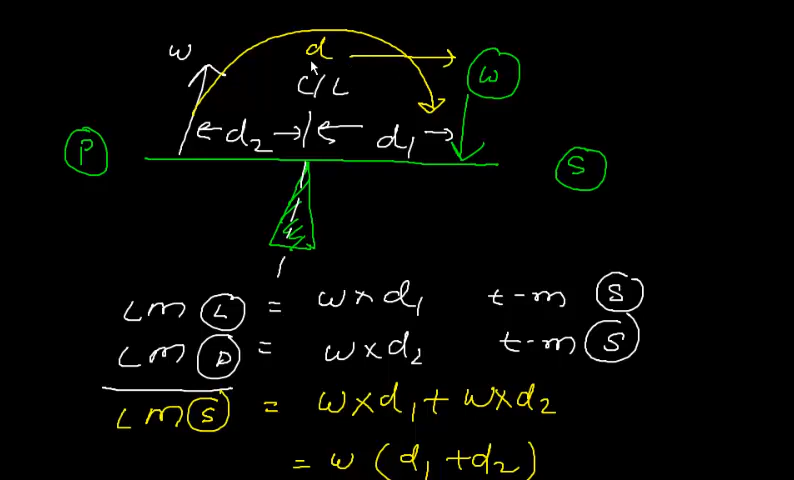 w d W
C/L
P d2 d1 S
LM L = w x d1 t-m S
LM D = w x d2 t-m S
LM S = w x d1 + w x d2
= w (d1 + d2)